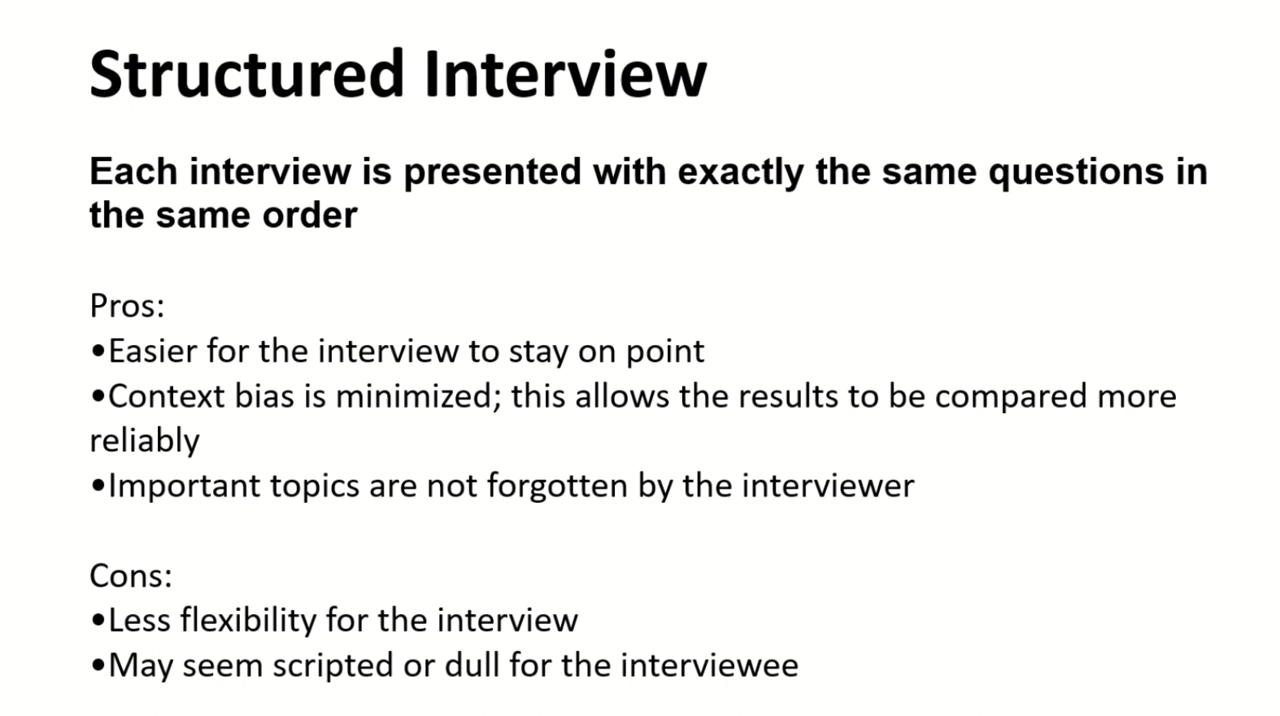 Structured Interview
Each interview is presented with exactly the same questions in
the same order
Pros:
•Easier for the interview to stay on point
•Context bias is minimized; this allows the results to be compared more
reliably
•Important topics are not forgotten by the interviewer
Cons:
•Less flexibility for the interview
•May seem scripted or dull for the interviewee